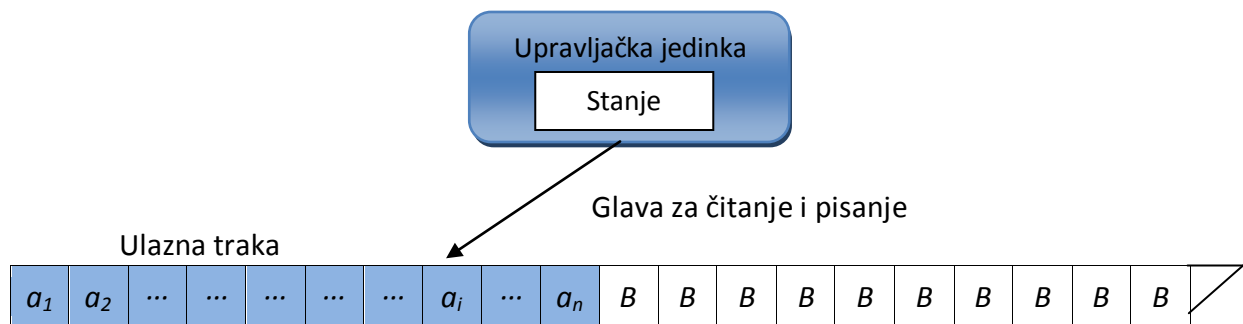 Upravljačka jedinka
Stanje
Glava za čitanje i pisanje
Ulazna traka
a1 a2 ... ... ... ... ... ai ... an B B B B B B B B B B